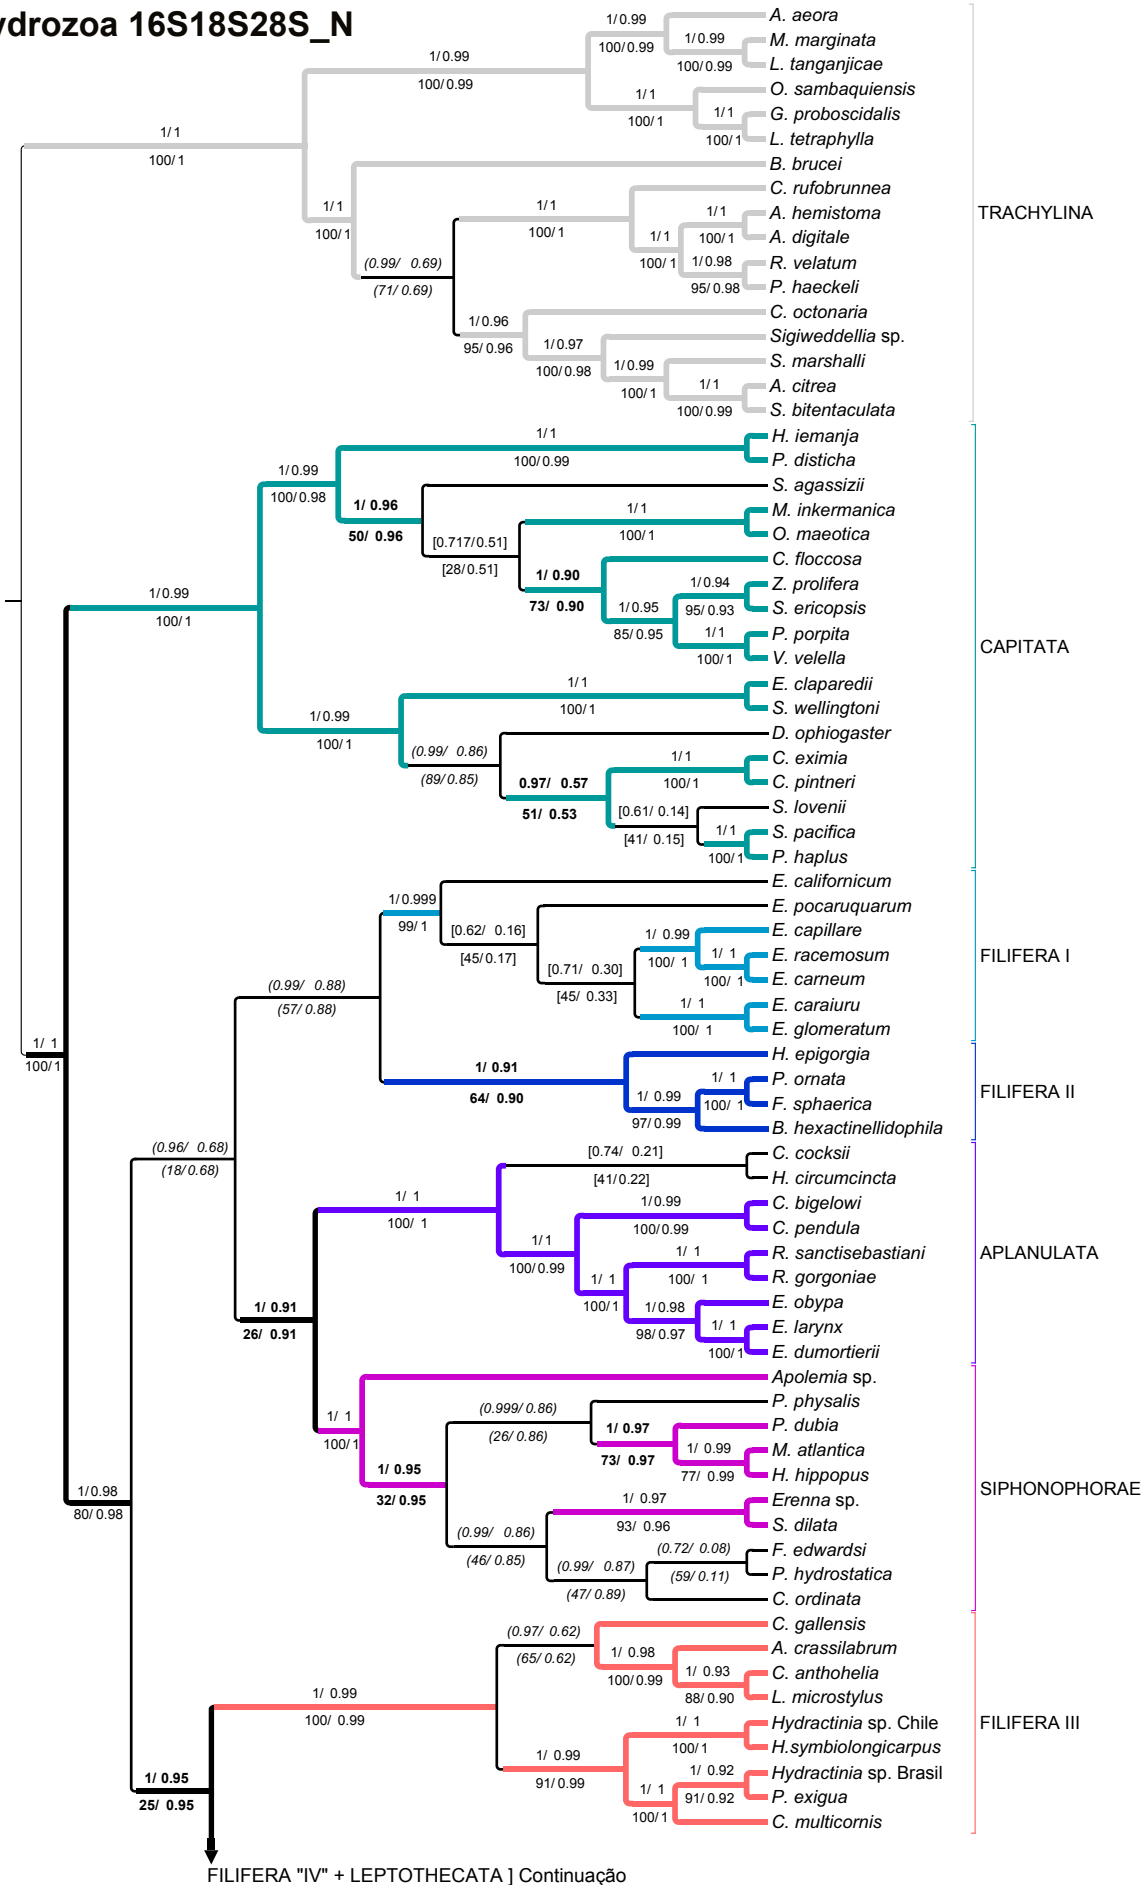 ydrozoa 16S18S28S_N
A. aeora
1/0.99
100/0.99
M. marginata
1/0.99
100/0.99
L. tanganjicae
1/0.99
100/0.99
O. sambaquiensis
1/1
100/1
G. proboscidalis
1/1
100/1
L. tetraphylla
1/1
100/1
B. brucei
C. rufobrunnea
1/1
100/1
A. hemistoma
1/1
100/1
A. digitale
1/1
100/1
1/1
100/1
R. velatum
1/0.98
95/0.98
P. haeckeli
(0.99/ 0.69)
(71/0.69)
C. octonaria
1/0.96
95/0.96
Sigiweddellia sp.
1/0.97
100/0.98
S. marshalli
1/0.99
100/1
A. citrea
1/1
100/0.99
S. bitentaculata
TRACHYLINA
H. iemanja
1/1
100/0.99
P. disticha
1/0.99
100/0.98
S. agassizii
1/ 0.96
50/ 0.96
M. inkermanica
1/1
100/1
O. maeotica
[0.717/0.51]
[28/0.51]
C. floccosa
1/ 0.90
73/ 0.90
Z. prolifera
1/0.94
95/0.93
S. ericopsis
1/0.95
85/0.95
P. porpita
1/1
100/1
V. velella
1/0.99
100/1
CAPITATA
E. claparedii
1/1
100/1
S. wellingtoni
1/0.99
100/1
D. ophiogaster
(0.99/ 0.86)
(89/0.85)
C. eximia
1/1
100/1
C. pintneri
0.97/ 0.57
51/ 0.53
S. lovenii
[0.61/ 0.14]
[41/ 0.15]
S. pacifica
1/1
100/1
P. haplus
E. californicum
1/0.999
99/1
E. pocaruquarum
[0.62/ 0.16]
[45/0.17]
E. capillare
1/ 0.99
100/ 1
E. racemosum
1/ 1
100/ 1
E. carneum
[0.71/ 0.30]
[45/ 0.33]
E. caraiuru
1/ 1
100/ 1
E. glomeratum
FILIFERA I
(0.99/ 0.88)
(57/0.88)
1/ 1
100/1
H. epigorgia
1/ 0.91
64/ 0.90
P. ornata
1/ 1
100/ 1
F. sphaerica
1/ 0.99
97/0.99
B. hexactinellidophila
FILIFERA II
(0.96/ 0.68)
(18/0.68)
C. cocksii
[0.74/ 0.21]
[41/0.22]
H. circumcincta
1/ 1
100/ 1
C. bigelowi
1/0.99
100/0.99
C. pendula
1/1
100/0.99
R. sanctisebastiani
1/ 1
100/ 1
R. gorgoniae
1/ 1
100/1
E. obypa
1/0.98
98/0.97
E. larynx
1/ 1
100/1
E. dumortierii
APLANULATA
1/ 0.91
26/ 0.91
Apolemia sp.
1/ 1
100/1
P. physalis
(0.999/ 0.86)
(26/ 0.86)
P. dubia
1/ 0.97
73/ 0.97
M. atlantica
1/ 0.99
77/ 0.99
H. hippopus
1/ 0.95
32/ 0.95
Erenna sp.
1/ 0.97
93/ 0.96
S. dilata
(0.99/ 0.86)
(46/ 0.85)
F. edwardsi
(0.72/ 0.08)
(59/ 0.11)
P. hydrostatica
(0.99/ 0.87)
(47/ 0.89)
C. ordinata
SIPHONOPHORAE
1/0.98
80/0.98
C. gallensis
(0.97/ 0.62)
(65/ 0.62)
A. crassilabrum
1/ 0.98
100/0.99
C. anthohelia
1/ 0.93
88/ 0.90
L. microstylus
1/ 0.99
100/ 0.99
Hydractinia sp. Chile
1/ 1
100/1
H.symbiolongicarpus
1/ 0.99
91/0.99
Hydractinia sp. Brasil
1/ 0.92
91/0.92
P. exigua
1/ 1
100/1
C. multicornis
FILIFERA III
1/ 0.95
25/ 0.95
FILIFERA "IV" + LEPTOTHECATA ] Continuação